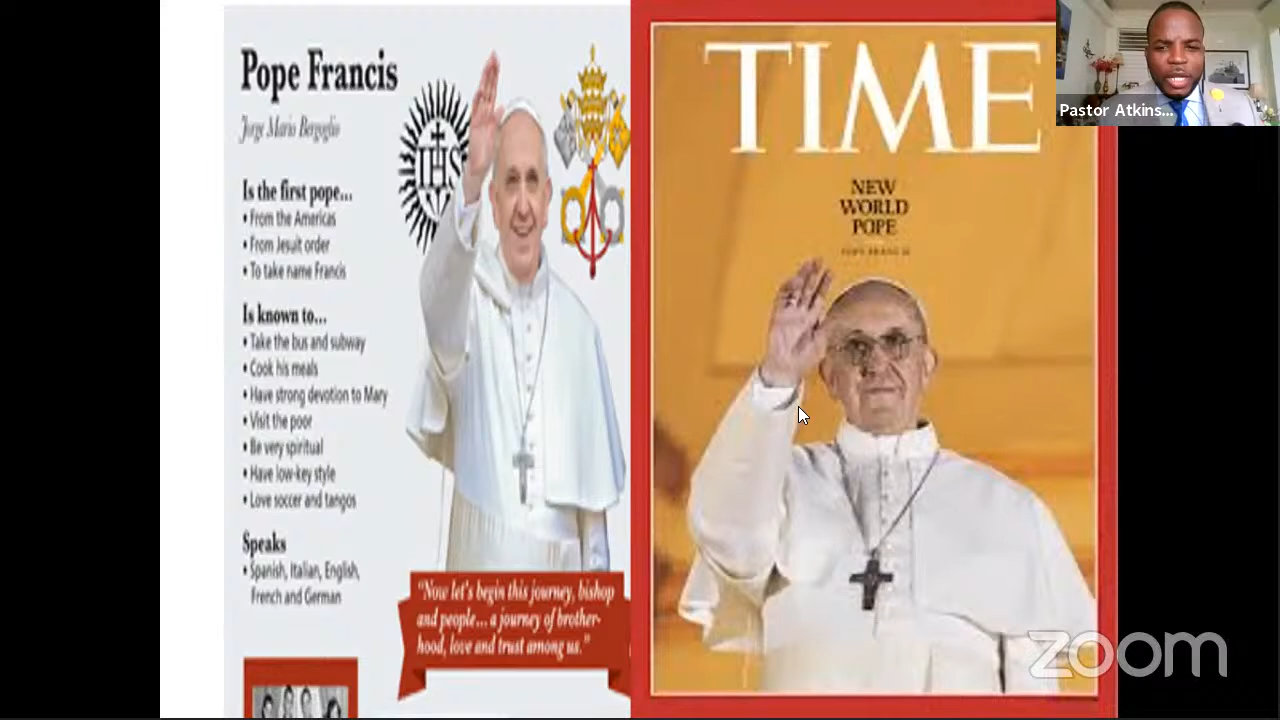 Pope Francis
Jorge Mario Bergoglio
Is the first pope...
• From the Americas
• From Jesuit order
• To take name Francis
Is known to...
• Take the bus and subway
• Cook his meals
• Have strong devotion to Mary
• Visit the poor
• Be very spiritual
• Have low-key style
• Love soccer and tangos
Speaks
• Spanish, Italian, English,
French and German
IHS
"Now let's begin this journey, bishop
and people... a journey of brother-
hood, love and trust among us."
TIME
NEW
WORLD
POPE
Pastor Atkins...
zoom